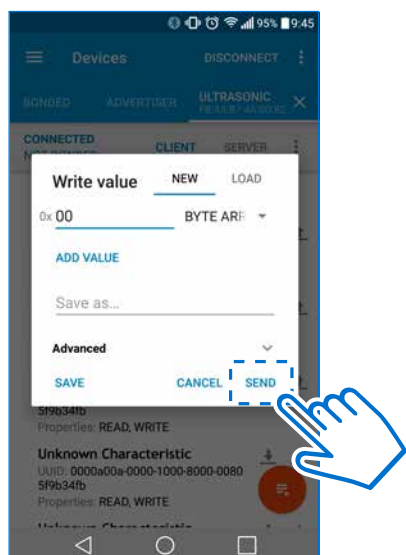 95% 9:45
Devices DISCONNECT
BONDED ADVERTISER ULTRASONIC
CONNECTED
CLIENT SERVER
Write value NEW LOAD
0x 00 BYTE ARR
ADD VALUE
Save as...
Advanced
SAVE CANCEL SEND
5f9b34fb
Properties: READ, WRITE
Unknown Characteristic
UUID: 0000a00a-0000-1000-8000-0080
5f9b34fb
Properties: READ, WRITE